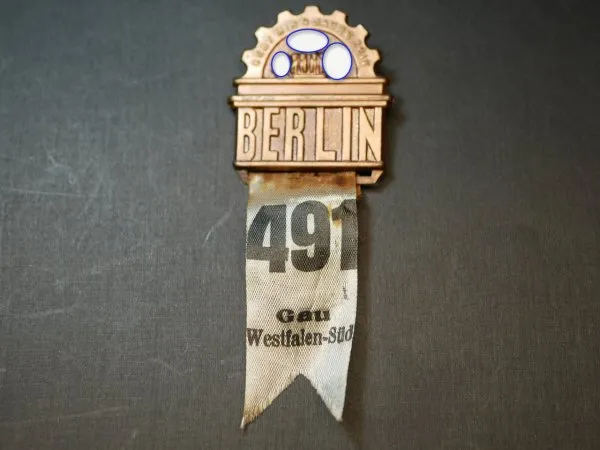 BERLIN
491
Gau
Westfalen-Süd